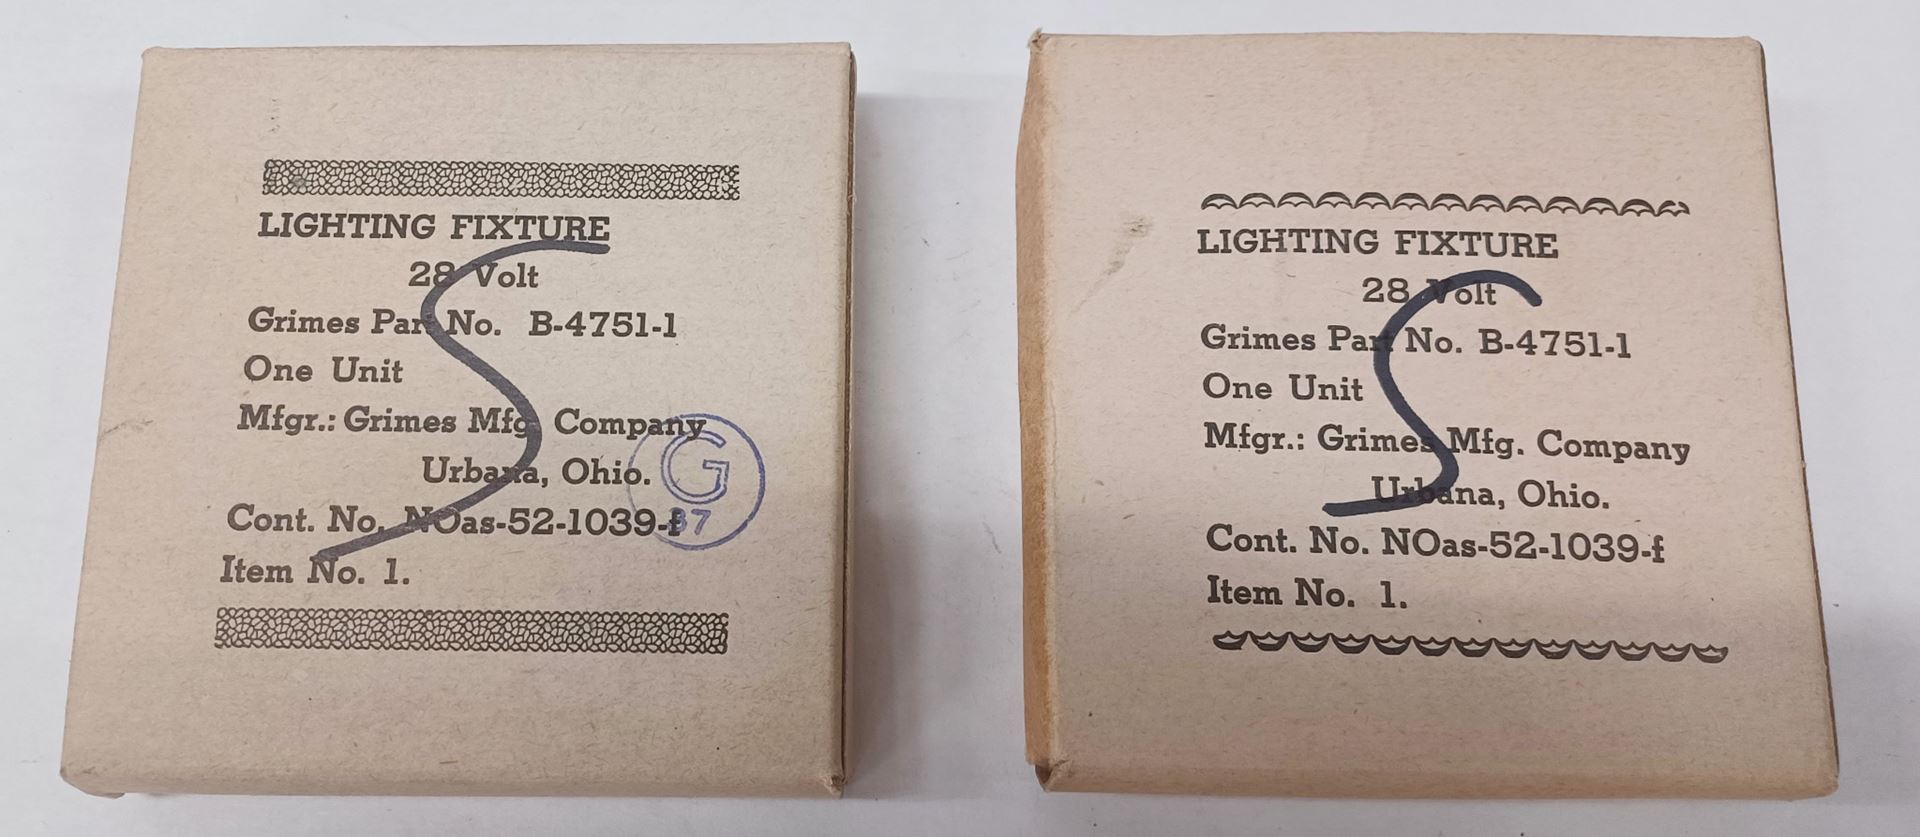 LIGHTING FIXTURE
28 Volt
Grimes Part No. B-4751-1
One Unit
Mfgr.: Grimes Mfg. Company
Urbana, Ohio.
Cont. No. NOas-52-1039-f
Item No. 1.
S
G
37
LIGHTING FIXTURE
28 Volt
Grimes Part No. B-4751-1
One Unit
Mfgr.: Grimes Mfg. Company
Urbana, Ohio.
Cont. No. NOas-52-1039-f
Item No. 1.
S